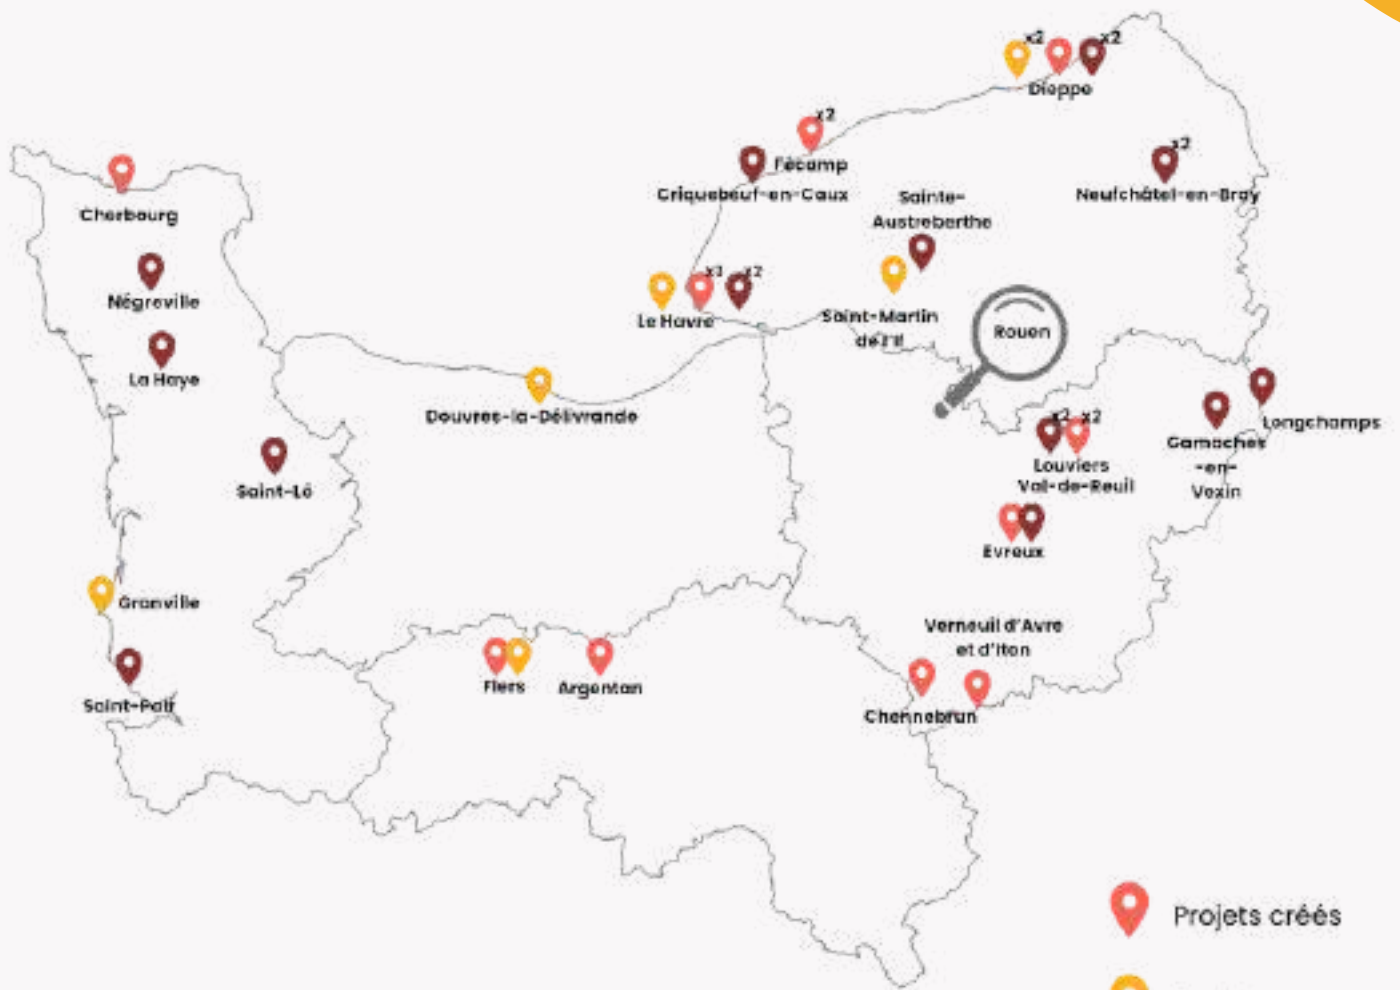 x2
x2
Dieppe
x2
Fécamp
Criquebeuf-en-Caux
x2
Neufchâtel-en-Bray
Cherbourg
Sainte-
Austreberthe
Négreville
x2
Le Havre
Saint-Martin
de l'If
Rouen
La Haye
Douvres-la-Délivrande
Longchamps
x2
x2
Gamaches
-en-
Vexin
Louviers
Val-de-Reuil
Saint-Lô
Evreux
Granville
Verneuil d'Avre
et d'Iton
Flers
Argentan
Saint-Pair
Chennebrun
Projets créés